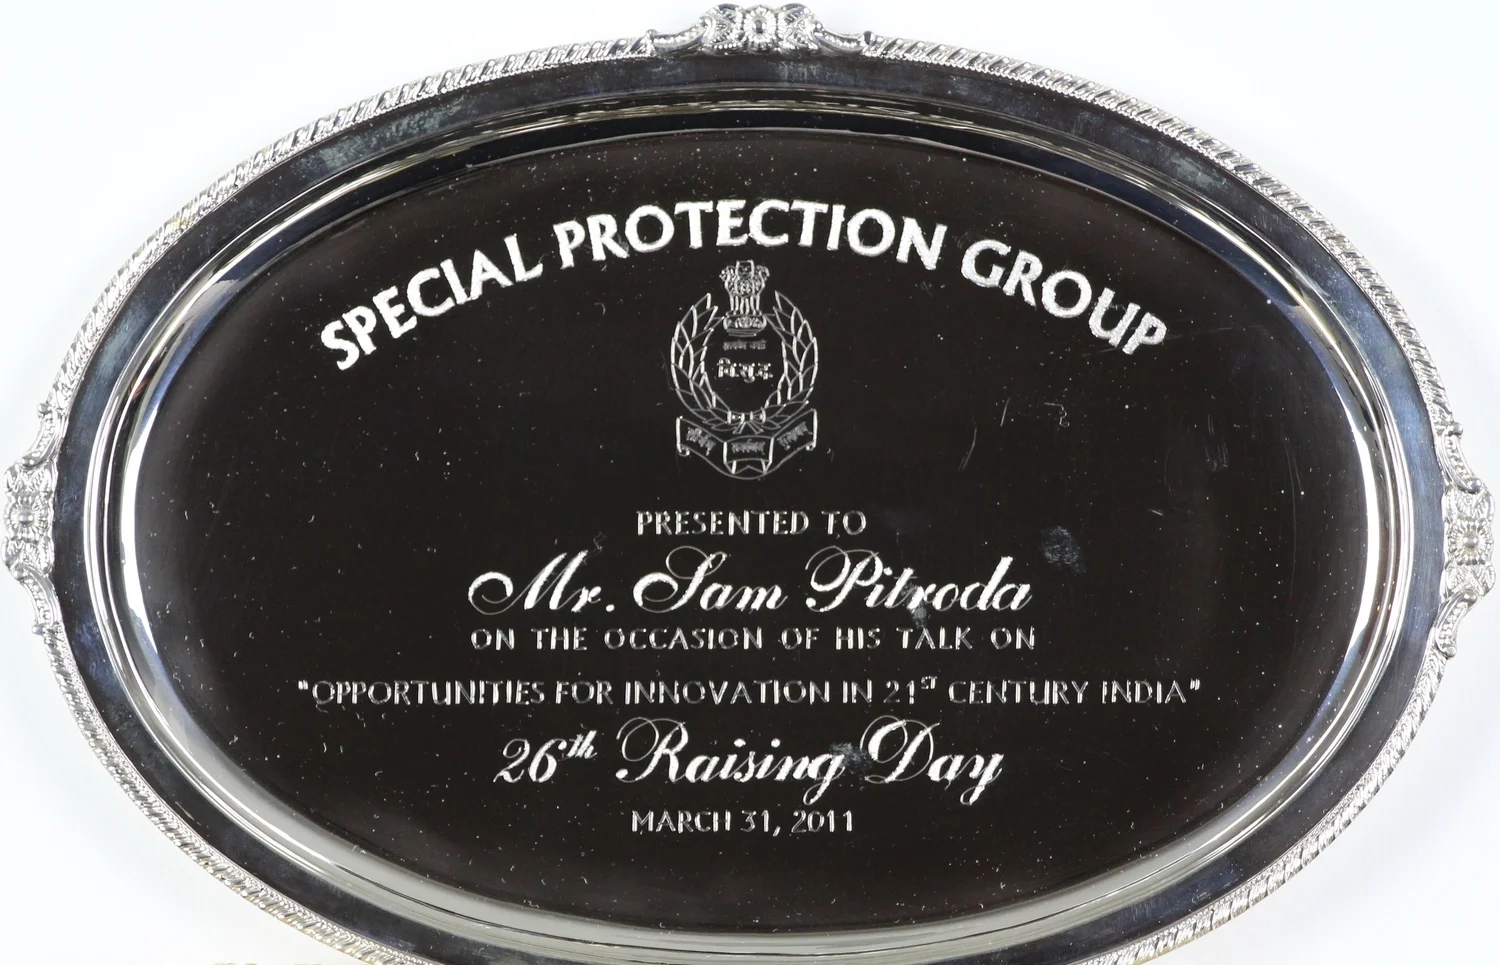 SPECIAL PROTECTION GROUP
PRESENTED TO
Mr. Sam Pitroda
ON THE OCCASION OF HIS TALK ON
"OPPORTUNITIES FOR INNOVATION IN 21ST CENTURY INDIA"
26th Raising Day
MARCH 31, 2011